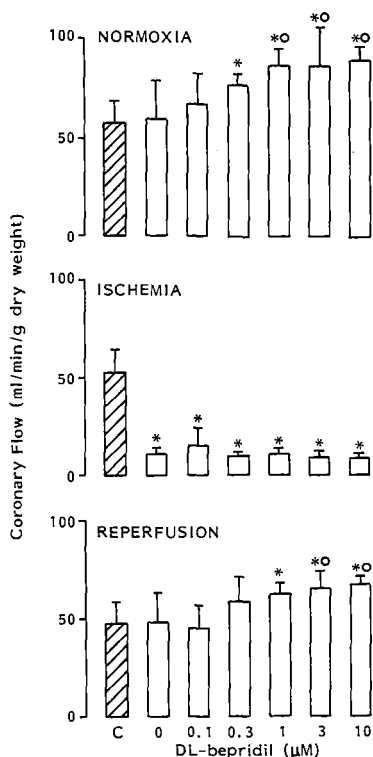 Coronary Flow (ml/min/g dry weight)
NORMOXIA
100
50
0
* *o *o *o
ISCHEMIA
100
50
0
* * * * * *
REPERFUSION
100
50
0
* *o *o
C 0 0.1 0.3 1 3 10
DL-bepridil (μM)